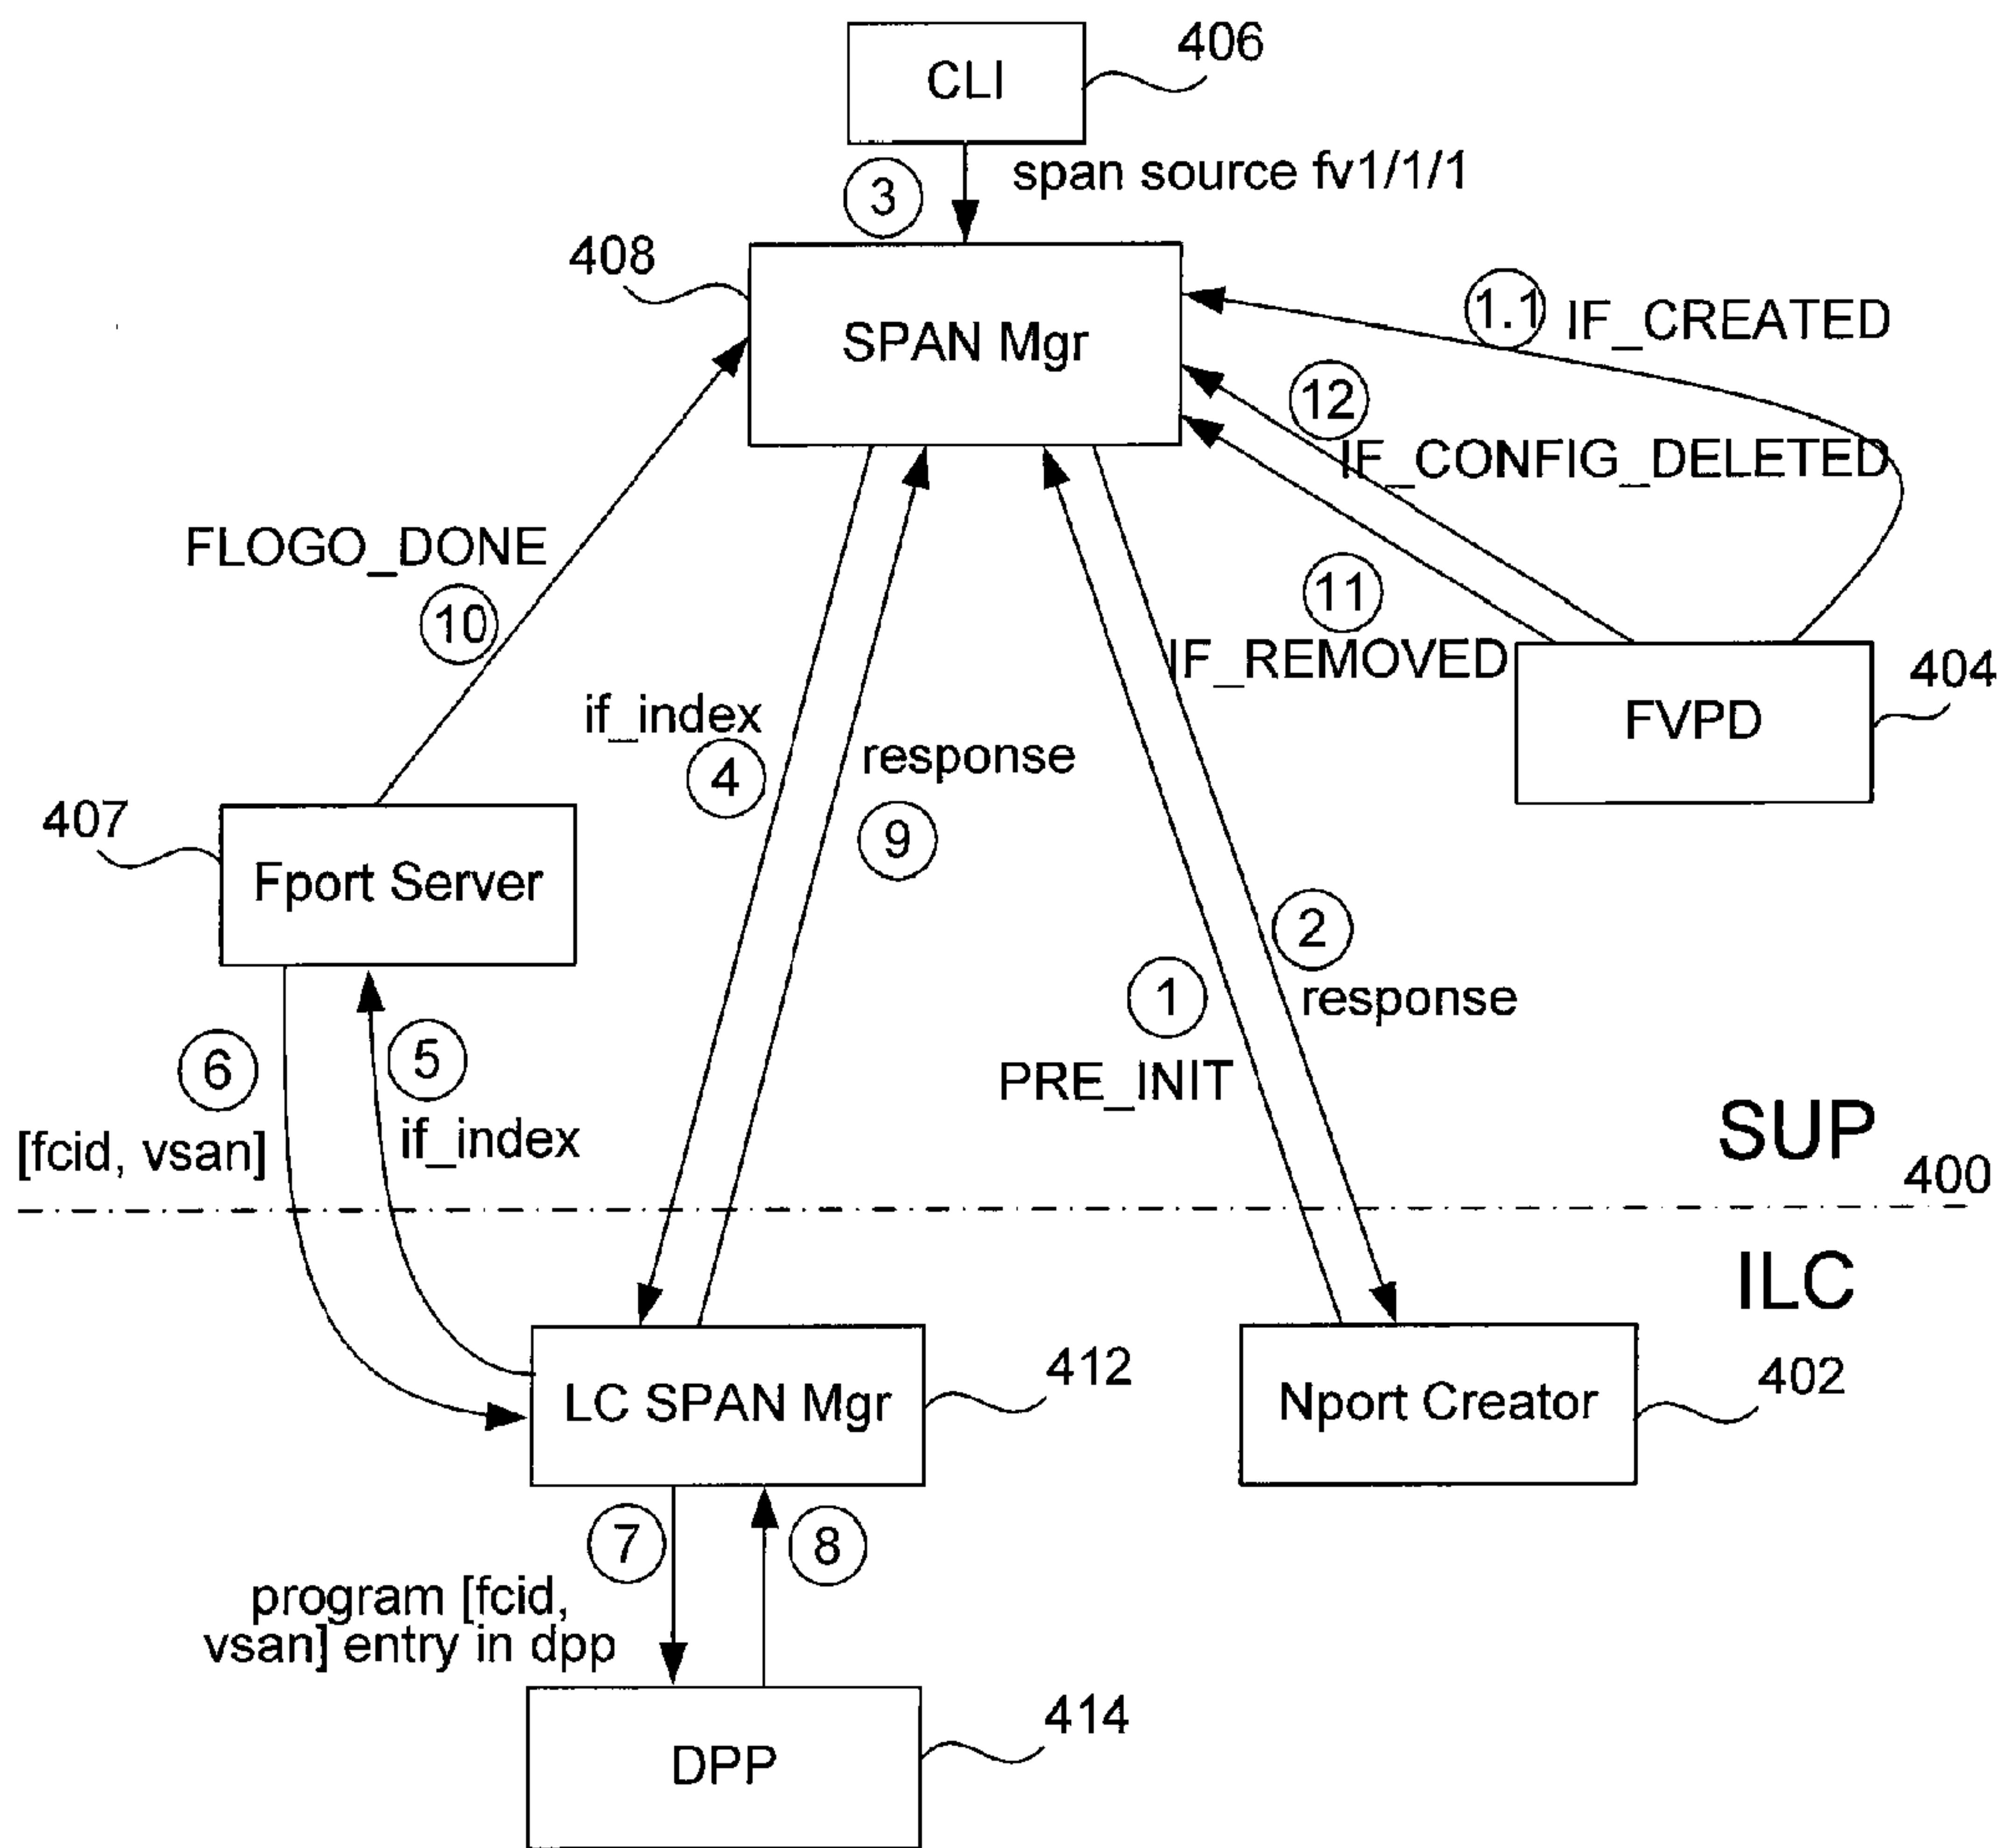 406
CLI
3
span source fv1/1/1
408
SPAN Mgr
1.1
IF_CREATED
12
IF_CONFIG_DELETED
FLOGO_DONE
10
11
IF_REMOVED
404
FVPD
if_index
4
response
9
407
Fport Server
2
response
1
PRE_INIT
6
5
[fcid, vsan]
if_index
SUP
400
ILC
412
LC SPAN Mgr
402
Nport Creator
7
8
program [fcid,
vsan] entry in dpp
414
DPP